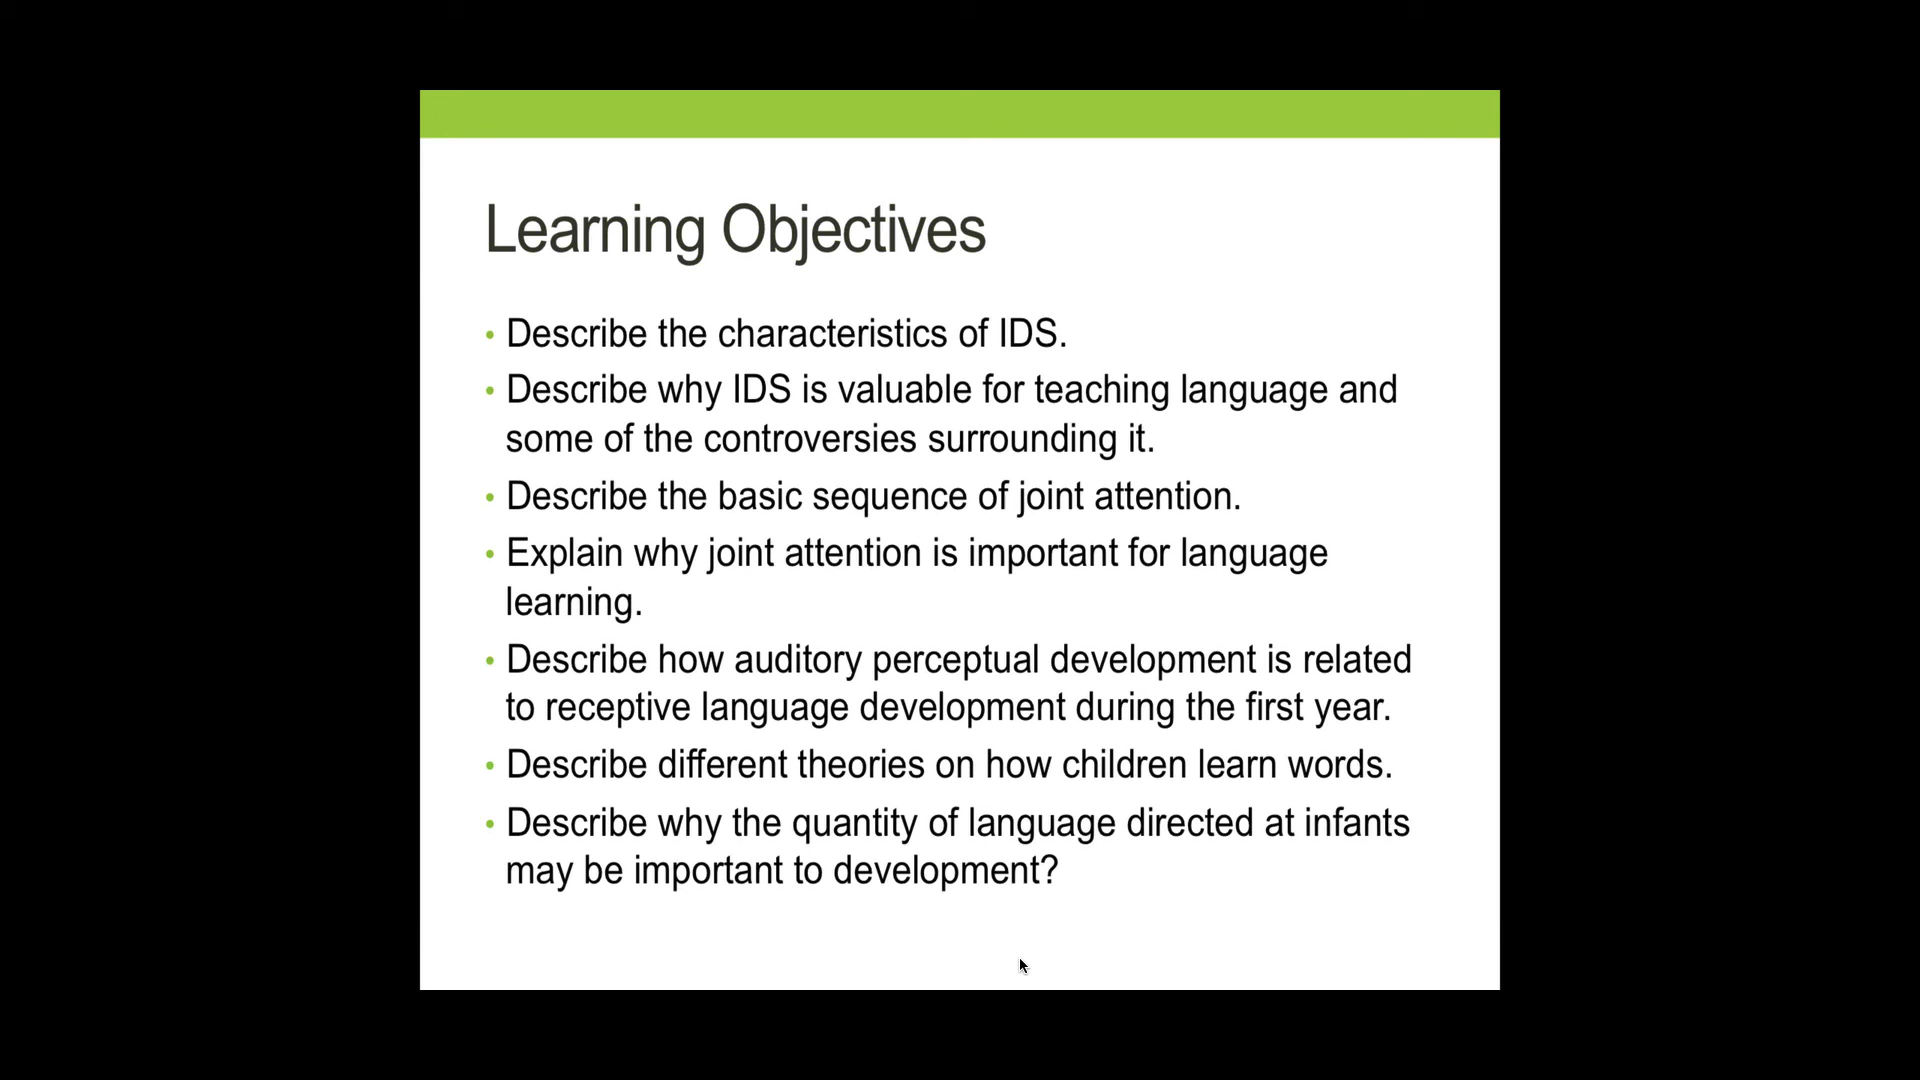 Learning Objectives
• Describe the characteristics of IDS.
• Describe why IDS is valuable for teaching language and
some of the controversies surrounding it.
• Describe the basic sequence of joint attention.
• Explain why joint attention is important for language
learning.
• Describe how auditory perceptual development is related
to receptive language development during the first year.
• Describe different theories on how children learn words.
• Describe why the quantity of language directed at infants
may be important to development?